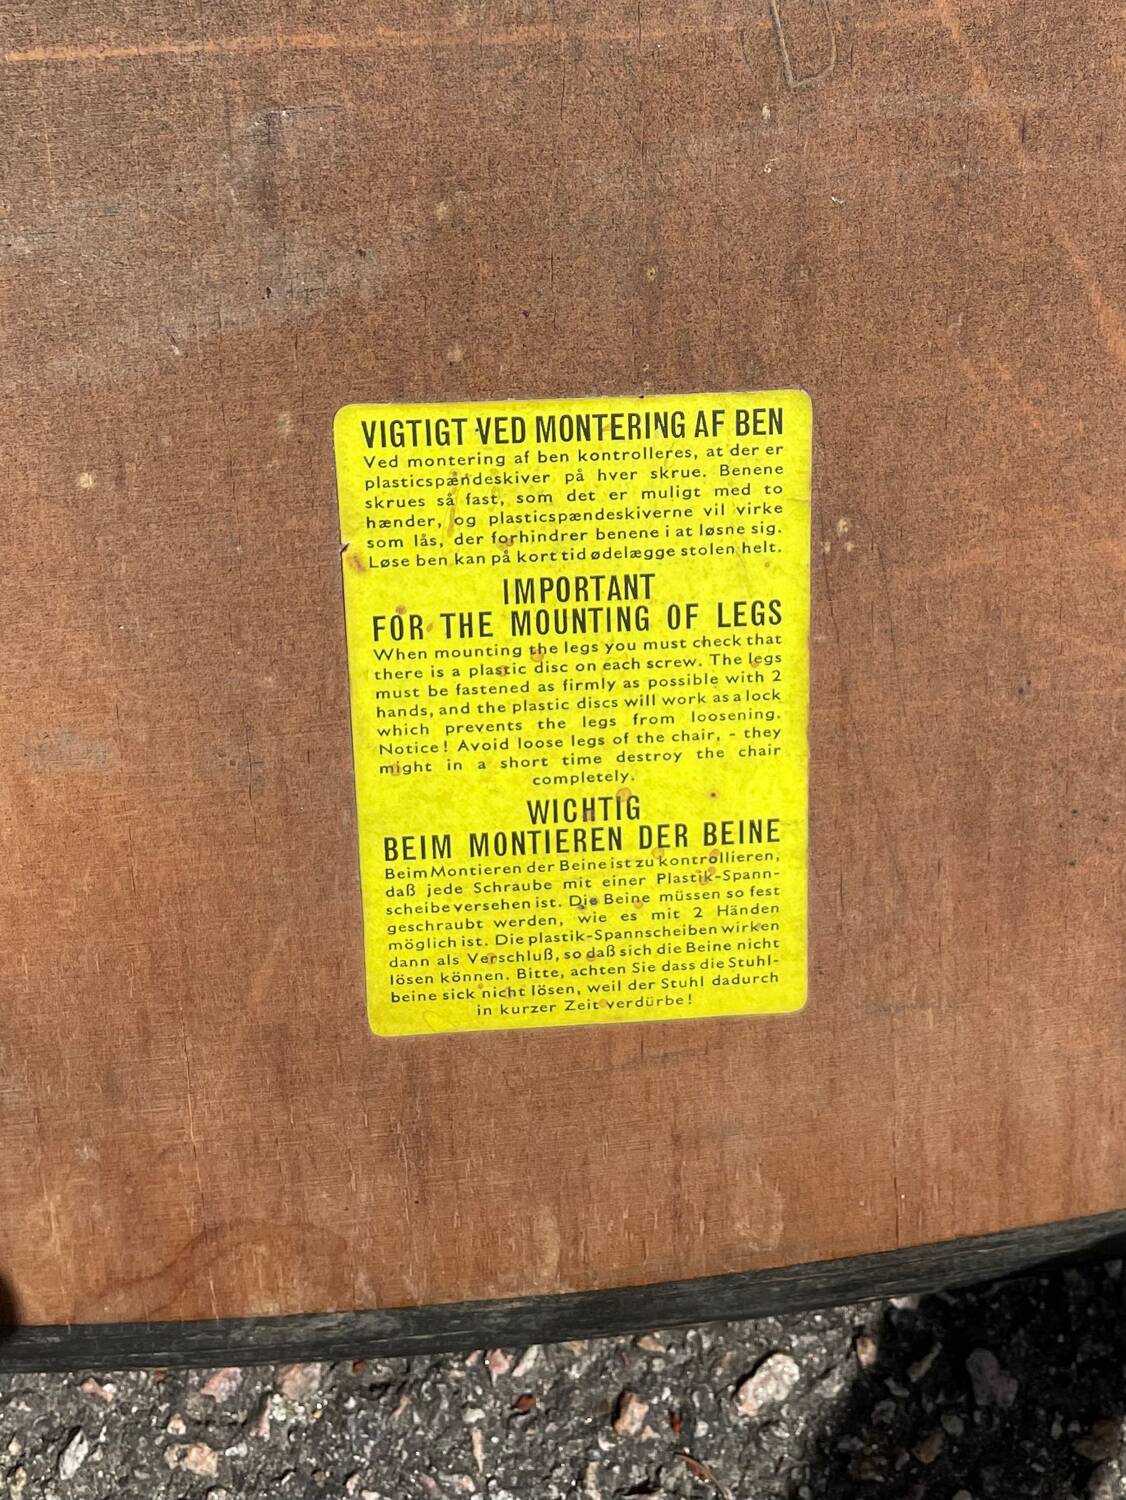 VIGTIGT VED MONTERING AF BEN
Ved montering af ben kontrolleres, at der er
plasticspændeskiver på hver skrue. Benene
skrues så fast, som det er muligt med to
hænder, og plasticspændeskiverne vil virke
som lås, der forhindrer benene i at løsne sig.
Løse ben kan på kort tid ødelægge stolen helt.
IMPORTANT
FOR THE MOUNTING OF LEGS
When mounting the legs you must check that
there is a plastic disc on each screw. The legs
must be fastened as firmly as possible with 2
hands, and the plastic discs will work as a lock
which prevents the legs from loosening.
Notice! Avoid loose legs of the chair, - they
might in a short time destroy the chair
completely.
WICHTIG
BEIM MONTIEREN DER BEINE
Beim Montieren der Beine ist zu kontrollieren,
daß jede Schraube mit einer Plastik-Spann-
scheibe versehen ist. Die Beine müssen so fest
geschraubt werden, wie es mit 2 Händen
möglich ist. Die plastik-Spannscheiben wirken
dann als Verschluß, so daß sich die Beine nicht
lösen können. Bitte, achten Sie dass die Stuhl-
beine sick nicht lösen, weil der Stuhl dadurch
in kurzer Zeit verdürbe!